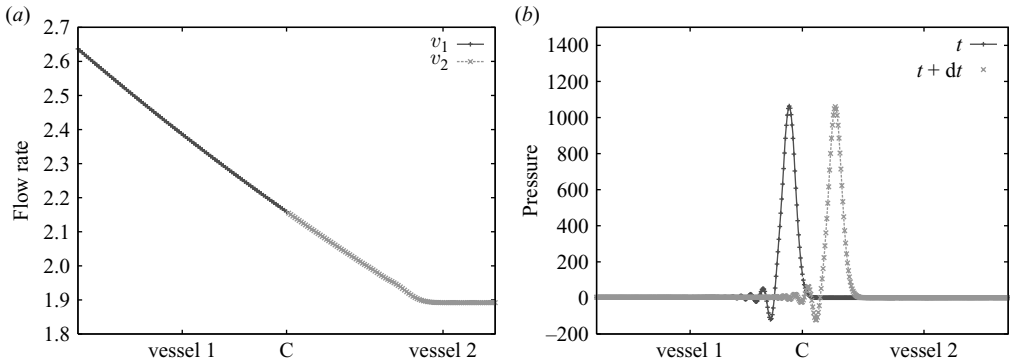 (a)
2.7
2.6
2.5
2.4
2.3
2.2
2.1
2.0
1.9
1.8
Flow rate
v1
v2
vessel 1 C vessel 2
(b)
1400
1200
1000
800
600
400
200
0
–200
Pressure
t
t + dt
vessel 1 C vessel 2